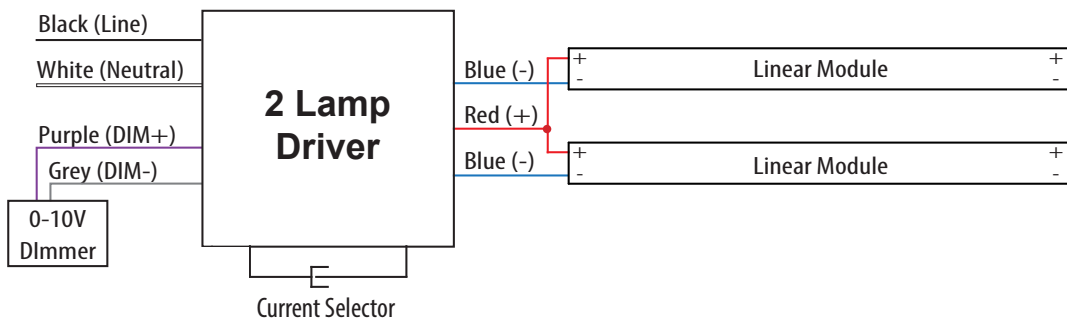 Black (Line)
White (Neutral)
Purple (DIM+)
Grey (DIM-)
0-10V
DImmer
2 Lamp
Driver
Current Selector
Blue (-)
Red (+)
Blue (-)
+ Linear Module +
- -
+ Linear Module +
- -